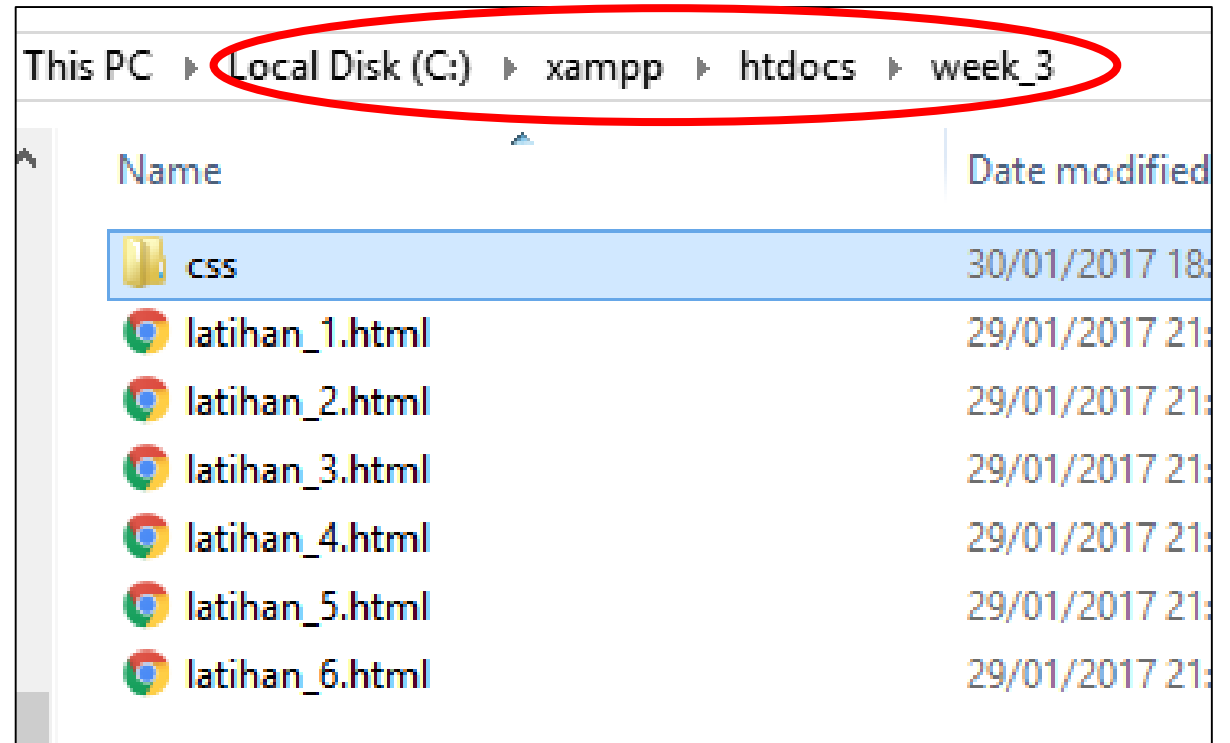 This PC Local Disk (C:) xampp htdocs week_3
Name Date modified
css 30/01/2017 18:
latihan_1.html 29/01/2017 21:
latihan_2.html 29/01/2017 21:
latihan_3.html 29/01/2017 21:
latihan_4.html 29/01/2017 21:
latihan_5.html 29/01/2017 21:
latihan_6.html 29/01/2017 21: